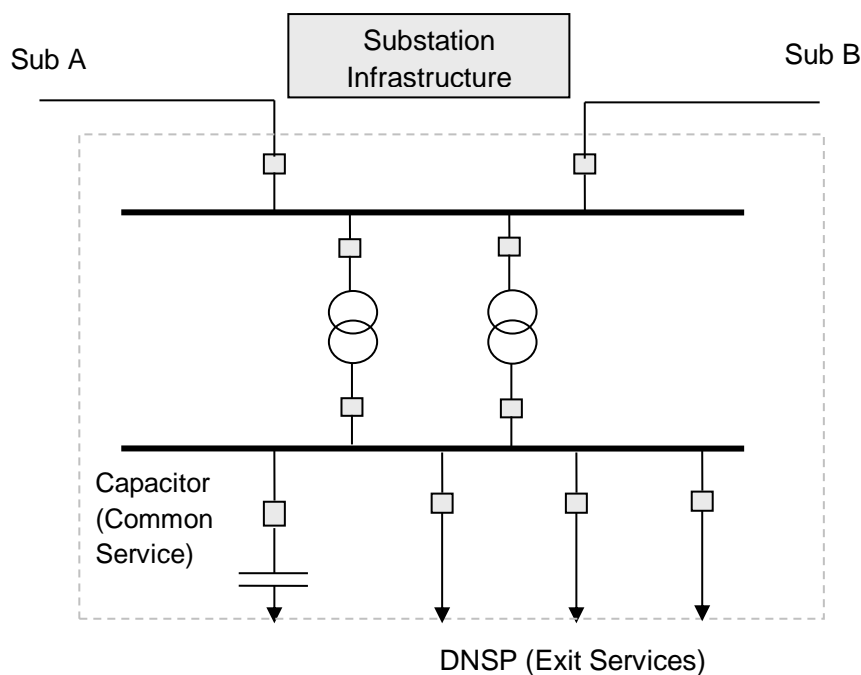 Substation
Infrastructure
Sub A
Sub B
Capacitor
(Common
Service)
DNSP (Exit Services)